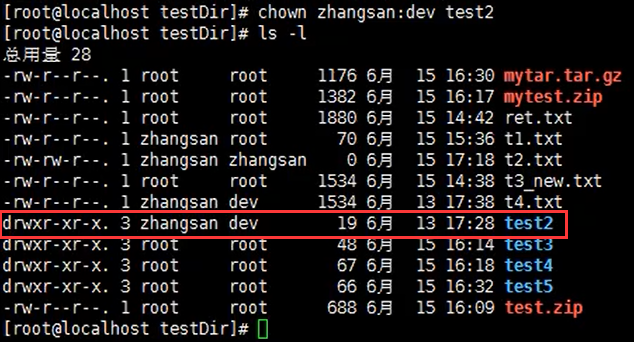 [root@localhost testDir]# chown zhangsan:dev test2
[root@localhost testDir]# ls -l
总用量 28
-rw-r--r--. 1 root     root     1176 6月  15 16:30 mytar.tar.gz
-rw-r--r--. 1 root     root     1382 6月  15 16:17 mytest.zip
-rw-r--r--. 1 root     root     1880 6月  15 14:42 ret.txt
-rw-r--r--. 1 zhangsan root       70 6月  15 15:36 t1.txt
-rw-rw-r--. 1 zhangsan zhangsan    0 6月  15 17:18 t2.txt
-rw-r--r--. 1 root     root     1534 6月  15 14:38 t3_new.txt
-rw-r--r--. 1 zhangsan dev      1534 6月  13 17:38 t4.txt
drwxr-xr-x. 3 zhangsan dev        19 6月  13 17:28 test2
drwxr-xr-x. 3 root     root       48 6月  15 16:14 test3
drwxr-xr-x. 3 root     root       67 6月  15 16:18 test4
drwxr-xr-x. 3 root     root       66 6月  15 16:32 test5
-rw-r--r--. 1 root     root      688 6月  15 16:09 test.zip
[root@localhost testDir]#